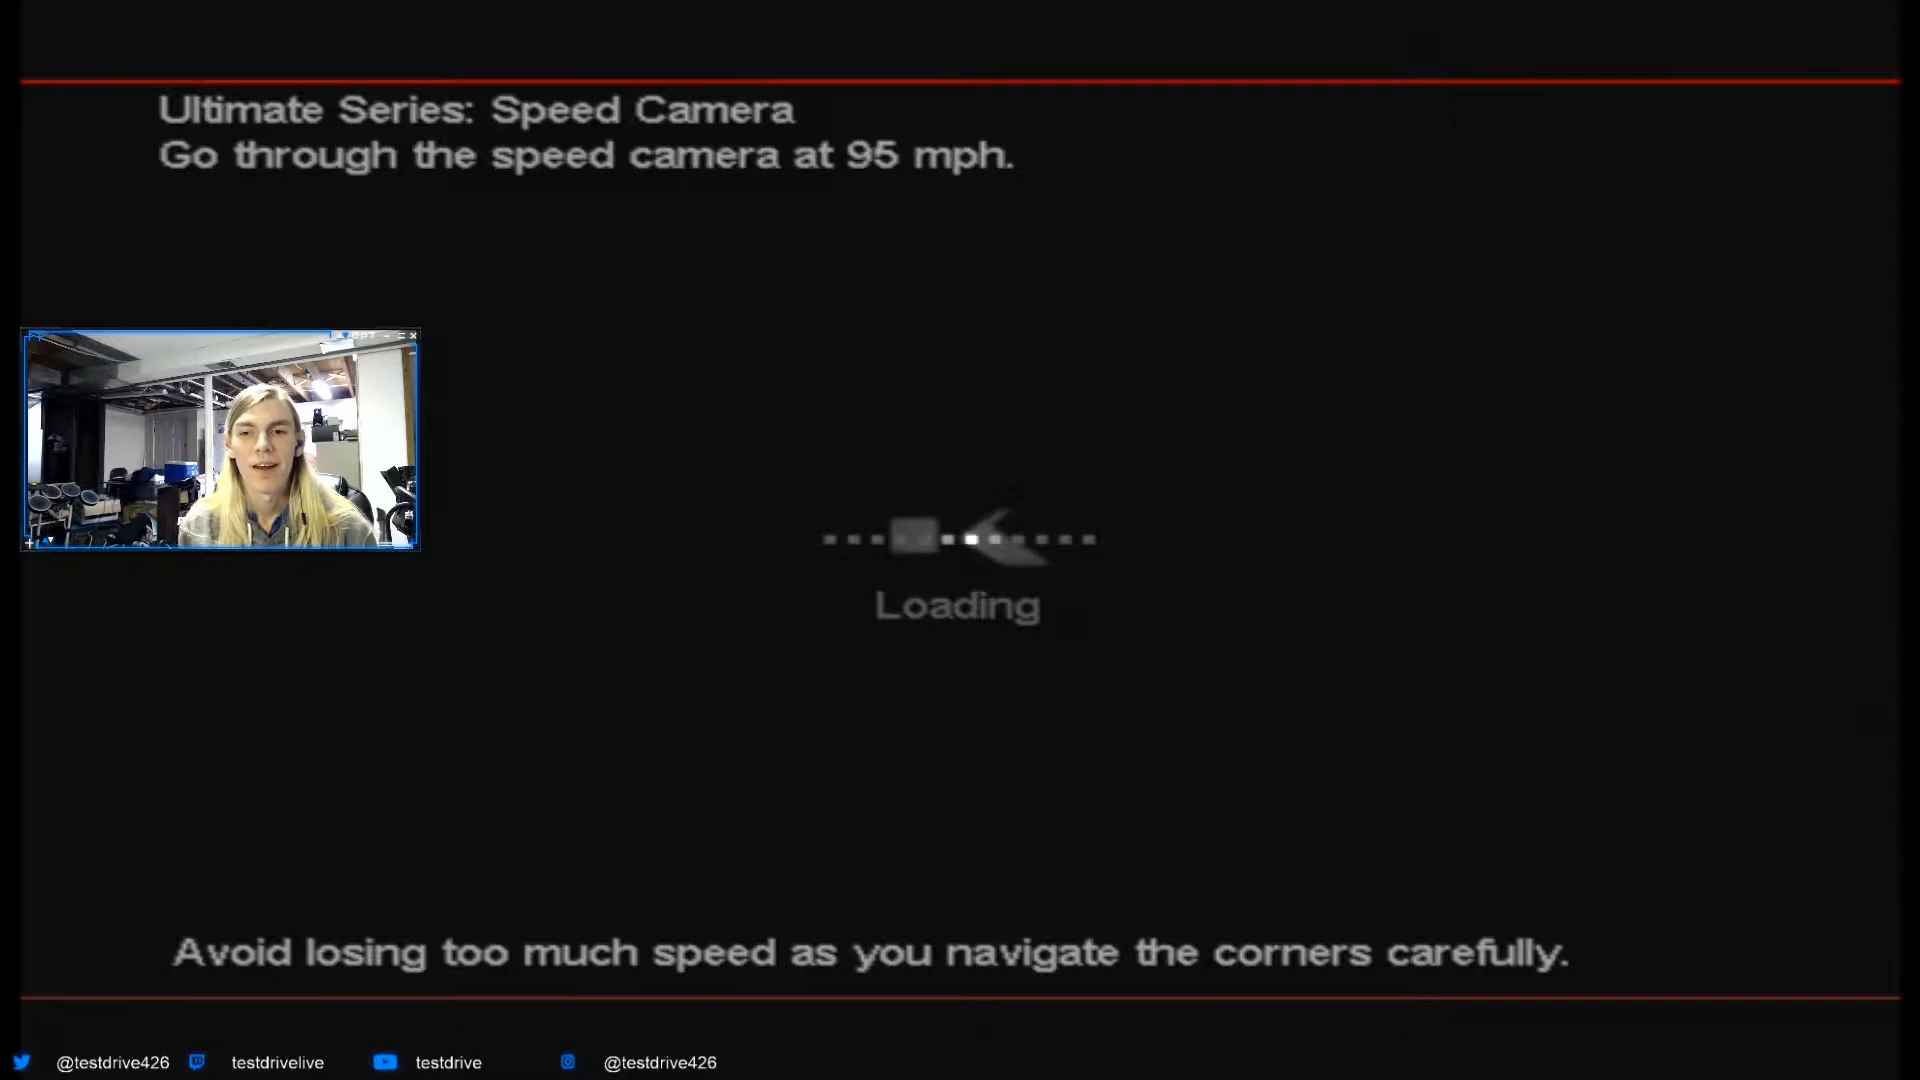 Ultimate Series: Speed Camera
Go through the speed camera at 95 mph.
Loading
Avoid losing too much speed as you navigate the corners carefully.
@testdrive426 testdrivelive testdrive @testdrive426